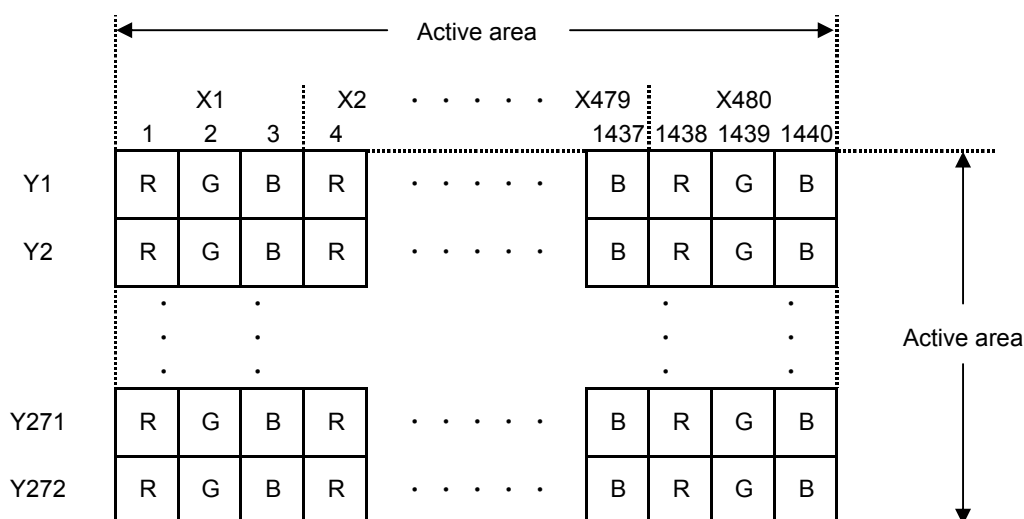 Active area
X1 X2 · · · · · X479 X480
1 2 3 4 1437 1438 1439 1440
Y1 R G B R · · · · · B R G B
Y2 R G B R · · · · · B R G B
Active area
Y271 R G B R · · · · · B R G B
Y272 R G B R · · · · · B R G B